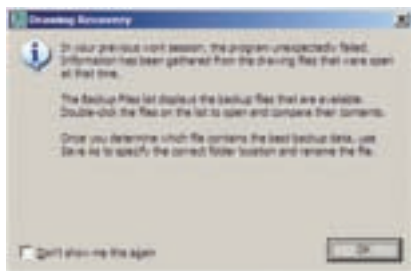 Drawing Recovery
In your previous work session, the program unexpectedly failed.
Information has been gathered from the drawing files that were open
at that time.
The Backup Files list displays the backup files that are available.
Double-click the files on the list to open and compare their contents.
Once you determine which file contains the best backup data, use
Save As to specify the correct folder location and rename the file.
Don't show me this again
OK